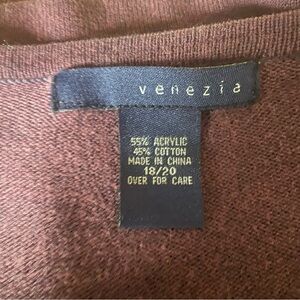 venezia
55% ACRYLIC
45% COTTON
MADE IN CHINA
18/20
OVER FOR CARE